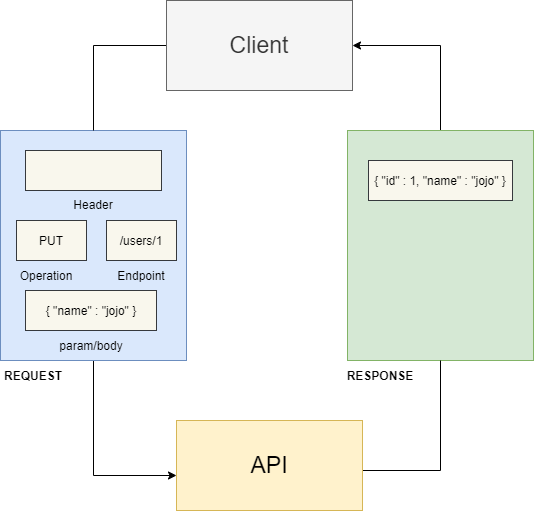 Client
Header
PUT
/users/1
Operation
Endpoint
{ "name" : "jojo" }
param/body
REQUEST
{ "id" : 1, "name" : "jojo" }
RESPONSE
API